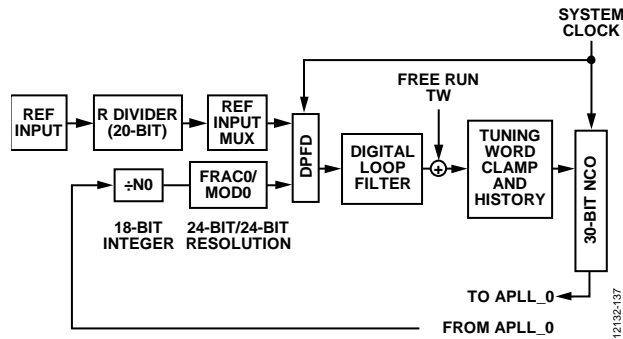 SYSTEM
CLOCK
FREE RUN
TW
REF
INPUT
R DIVIDER
(20-BIT)
REF
INPUT
MUX
DPFD
DIGITAL
LOOP
FILTER
+
TUNING
WORD
CLAMP
AND
HISTORY
30-BIT NCO
÷N0
FRAC0/
MOD0
18-BIT
INTEGER
24-BIT/24-BIT
RESOLUTION
TO APLL_0
FROM APLL_0
12132-137